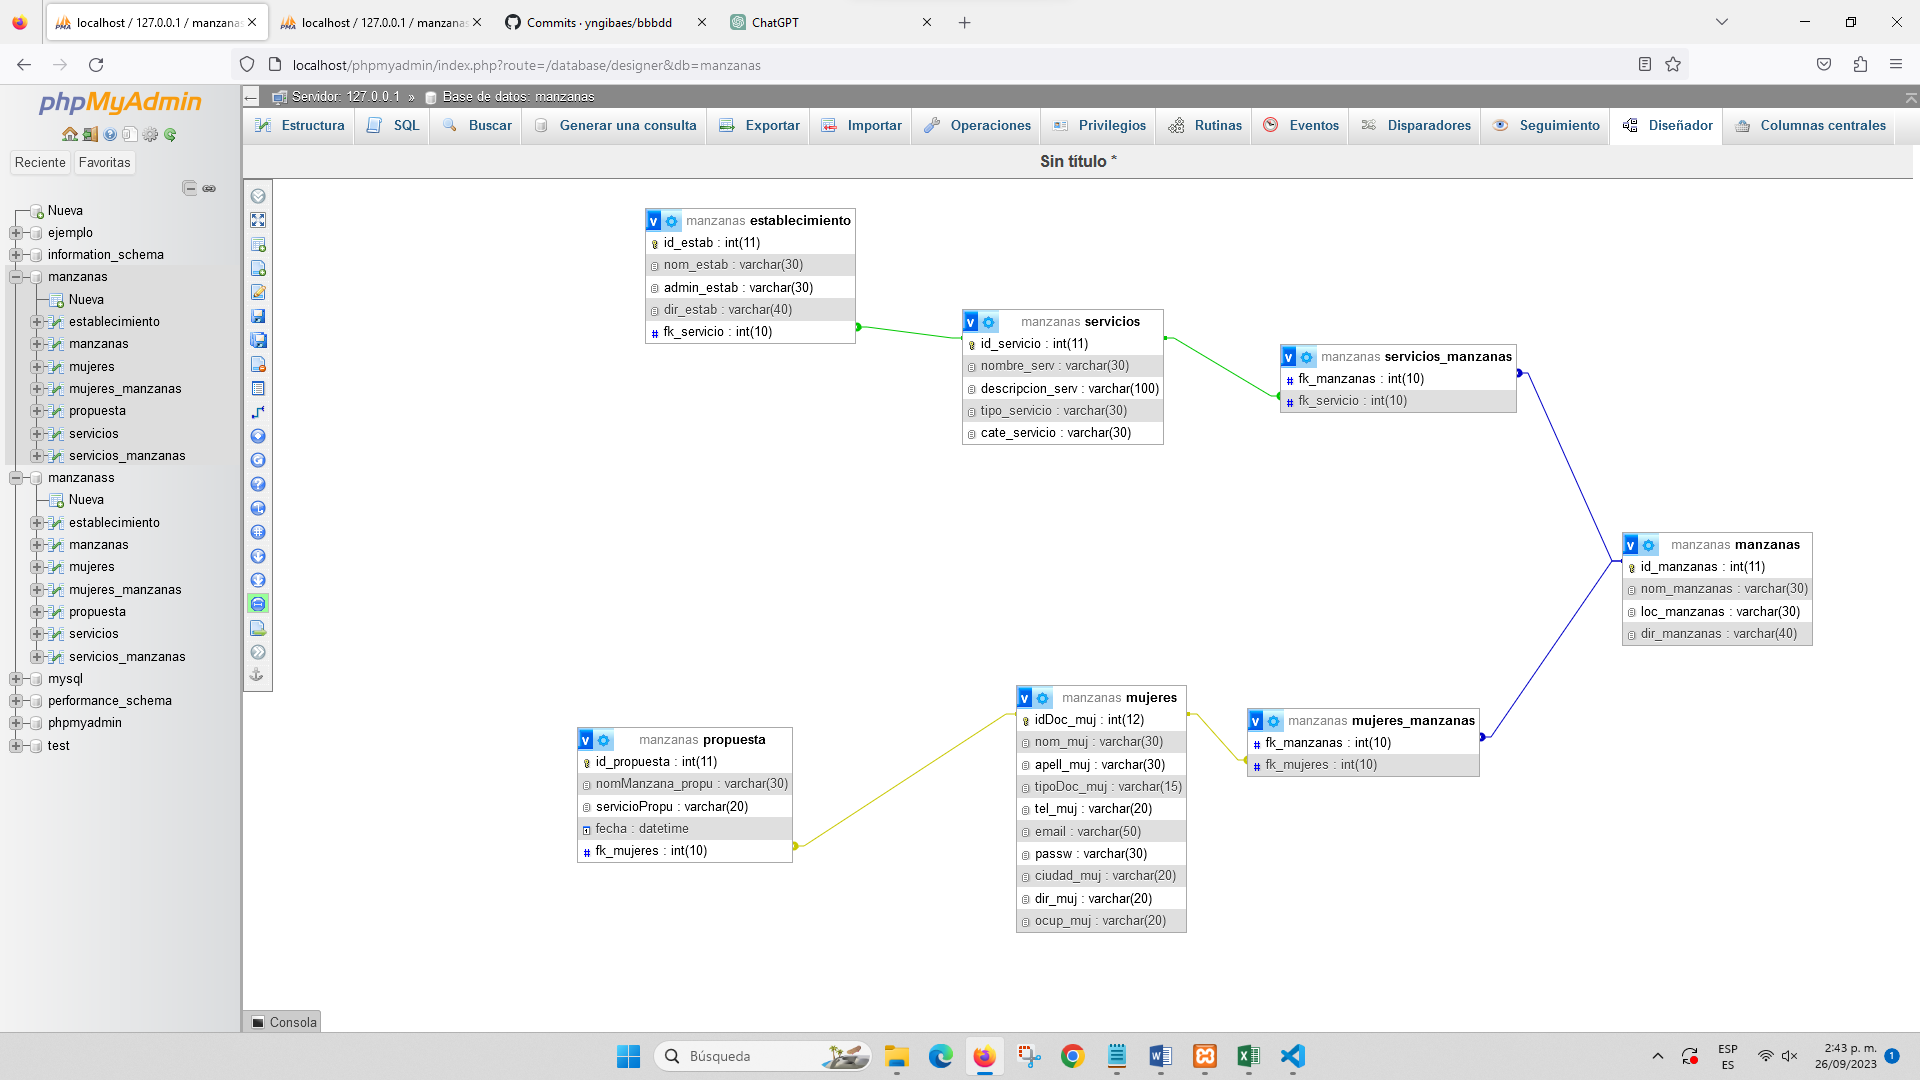 localhost / 127.0.0.1 / manzana
localhost / 127.0.0.1 / manzana
Commits · yngibaes/bbbdd
ChatGPT
localhost/phpmyadmin/index.php?route=/database/designer&db=manzanas
phpMyAdmin
Reciente
Favoritas
Nueva
ejemplo
information_schema
manzanas
Nueva
establecimiento
manzanas
mujeres
mujeres_manzanas
propuesta
servicios
servicios_manzanas
manzanass
Nueva
establecimiento
manzanas
mujeres
mujeres_manzanas
propuesta
servicios
servicios_manzanas
mysql
performance_schema
phpmyadmin
test
Servidor: 127.0.0.1 » Base de datos: manzanas
Estructura
SQL
Buscar
Generar una consulta
Exportar
Importar
Operaciones
Privilegios
Rutinas
Eventos
Disparadores
Seguimiento
Diseñador
Columnas centrales
Sin título *
manzanas establecimiento
id_estab : int(11)
nom_estab : varchar(30)
admin_estab : varchar(30)
dir_estab : varchar(40)
fk_servicio : int(10)
manzanas servicios
id_servicio : int(11)
nombre_serv : varchar(30)
descripcion_serv : varchar(100)
tipo_servicio : varchar(30)
cate_servicio : varchar(30)
manzanas servicios_manzanas
fk_manzanas : int(10)
fk_servicio : int(10)
manzanas manzanas
id_manzanas : int(11)
nom_manzanas : varchar(30)
loc_manzanas : varchar(30)
dir_manzanas : varchar(40)
manzanas mujeres
idDoc_muj : int(12)
nom_muj : varchar(30)
apell_muj : varchar(30)
tipoDoc_muj : varchar(15)
tel_muj : varchar(20)
email : varchar(50)
passw : varchar(30)
ciudad_muj : varchar(20)
dir_muj : varchar(20)
ocup_muj : varchar(20)
manzanas mujeres_manzanas
fk_manzanas : int(10)
fk_mujeres : int(10)
manzanas propuesta
id_propuesta : int(11)
nomManzana_propu : varchar(30)
servicioPropu : varchar(20)
fecha : datetime
fk_mujeres : int(10)
Consola
Búsqueda
ESP
ES
2:43 p. m.
26/09/2023
1